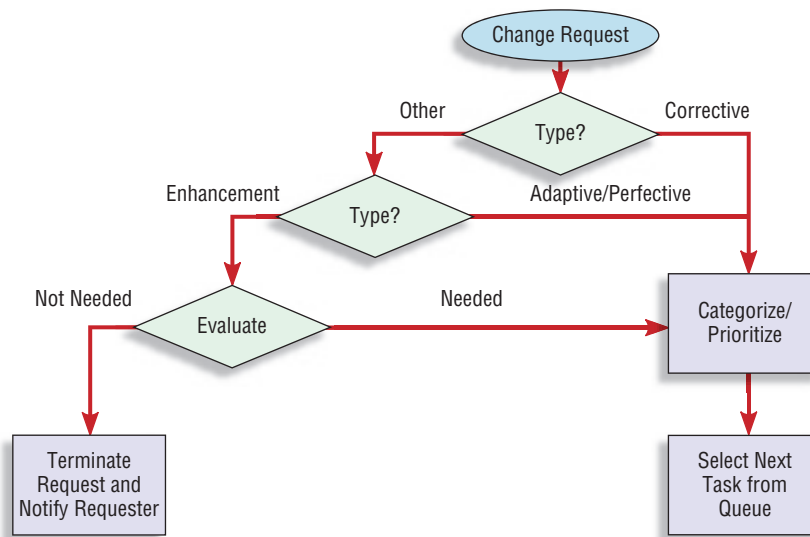 Change Request
Other
Corrective
Type?
Enhancement
Adaptive/Perfective
Type?
Not Needed
Needed
Evaluate
Categorize/
Prioritize
Terminate
Request and
Notify Requester
Select Next
Task from
Queue